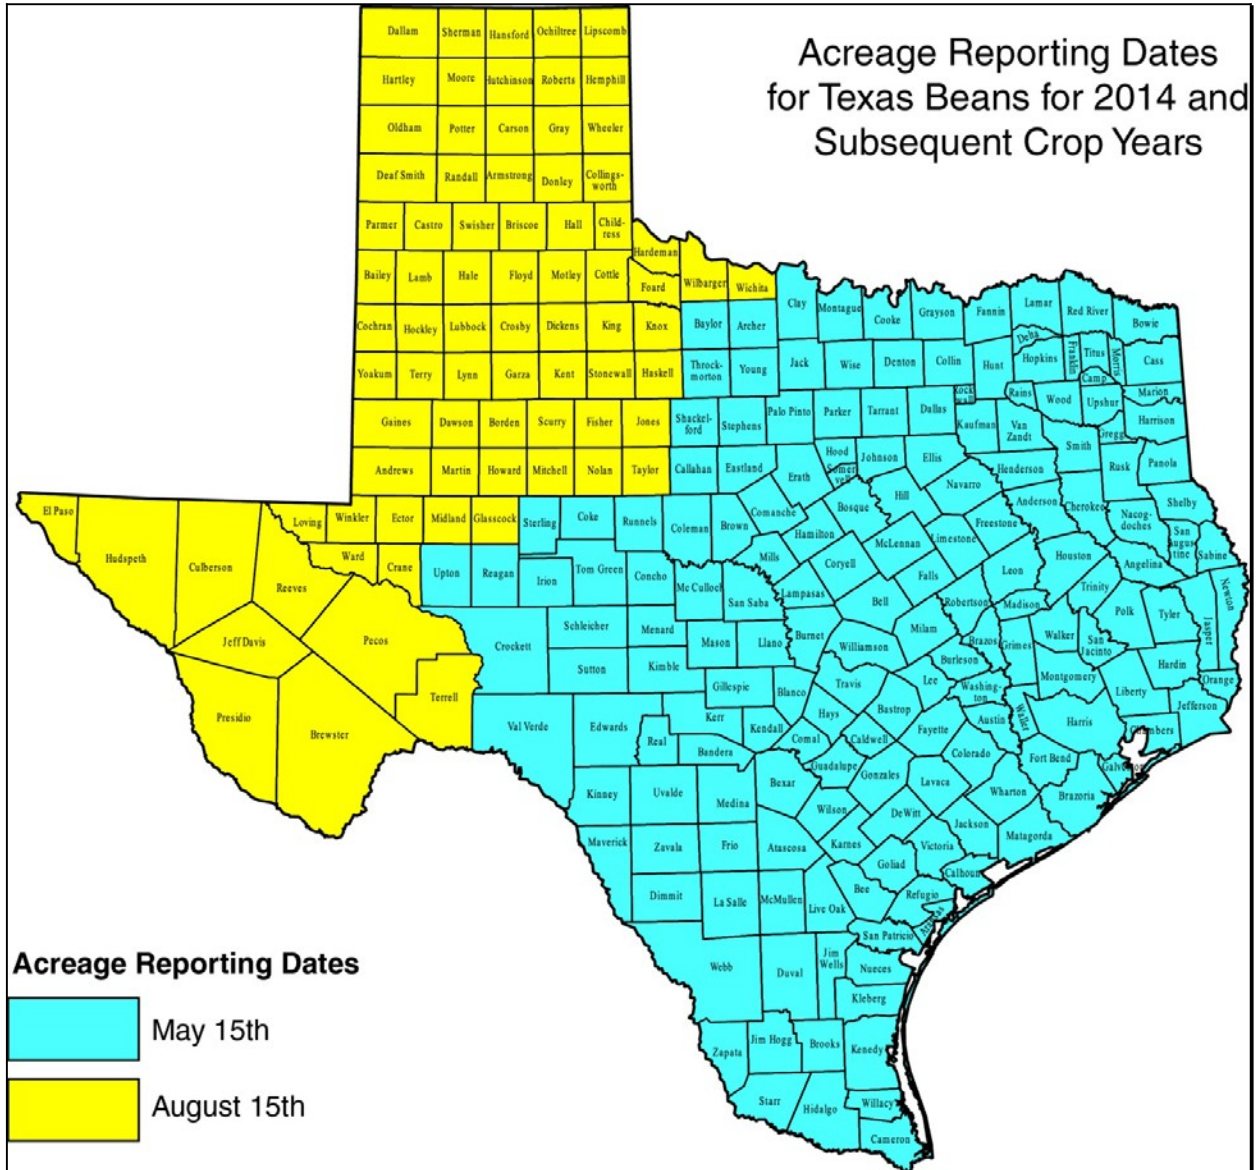 Acreage Reporting Dates
for Texas Beans for 2014 and
Subsequent Crop Years
Dallam Sherman Hansford Ochiltree Lipscomb
Hartley Moore Hutchinson Roberts Hemphill
Oldham Potter Carson Gray Wheeler
Deaf Smith Randall Armstrong Donley Collings-
worth
Parmer Castro Swisher Briscoe Hall Child-
ress
Hardeman
Bailey Lamb Hale Floyd Motley Cottle Foard Wilbarger Wichita
Clay Montague Cooke Grayson Fannin Lamar Red River Bowie
Cochran Hockley Lubbock Crosby Dickens King Knox Baylor Archer
Delta Hopkins Franklin Titus Morris Cass
Yoakum Terry Lynn Garza Kent Stonewall Haskell Throck-
morton Young Jack Wise Denton Collin Hunt Camp
Rock
wall Rains Wood Upshur Marion
Gaines Dawson Borden Scurry Fisher Jones Shackel-
ford Stephens Palo Pinto Parker Tarrant Dallas Kaufman Van
Zandt Smith Gregg Harrison
Andrews Martin Howard Mitchell Nolan Taylor Callahan Eastland Erath Hood Somer
vell Johnson Ellis Henderson Rusk Panola
El Paso Hudspeth Culberson Loving Winkler Ector Midland Glasscock Sterling Coke Runnels Coleman Brown Comanche Bosque Hill Navarro Anderson Cherokee Nacog-
doches Shelby
Reeves Ward Crane Upton Reagan Irion Tom Green Concho Mc Culloch San Saba Mills Hamilton Coryell McLennan Limestone Freestone Leon Houston Angelina San
Augus
tine Sabine
Lampasas Bell Falls Robertson Madison Trinity Polk Tyler Jasper Newton
Jeff Davis Pecos Crockett Schleicher Menard Mason Llano Burnet Williamson Milam Brazos Grimes Walker San
Jacinto Hardin Orange
Terrell Sutton Kimble Gillespie Blanco Travis Lee Burleson Washing-
ton Montgomery Liberty Jefferson
Presidio Brewster Val Verde Edwards Real Kerr Kendall Hays Bastrop Fayette Austin Waller Harris Chambers
Bandera Comal Caldwell Colorado Fort Bend Galveston
Kinney Uvalde Medina Bexar Guadalupe Gonzales Lavaca Wharton Brazoria
Maverick Zavala Frio Atascosa Wilson Karnes DeWitt Jackson Matagorda
Victoria Goliad Calhoun
Dimmit La Salle McMullen Live Oak Bee Refugio Aransas
San Patricio
Webb Duval Jim
Wells Nueces
Kleberg
Zapata Jim Hogg Brooks Kenedy
Starr Hidalgo Willacy
Cameron
Acreage Reporting Dates
May 15th
August 15th